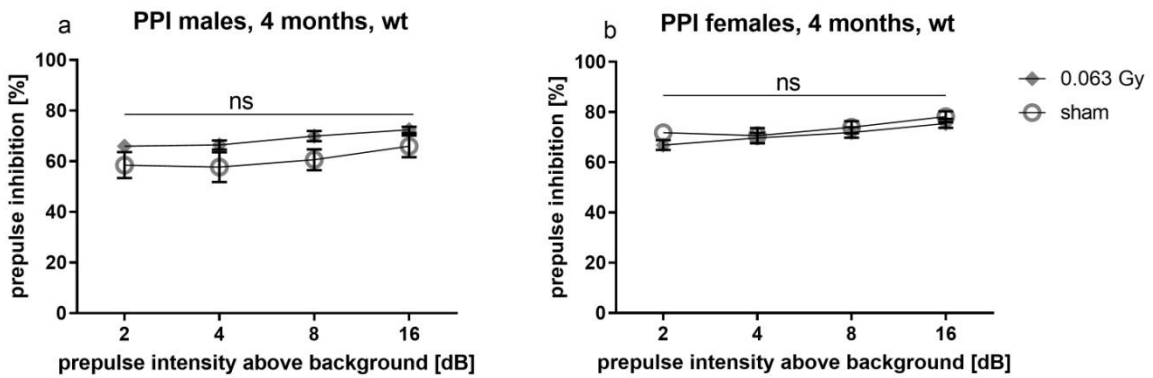 a
PPI males, 4 months, wt
prepulse inhibition [%]
100
80
60
40
20
0
ns
2 4 8 16
prepulse intensity above background [dB]
b
PPI females, 4 months, wt
prepulse inhibition [%]
100
80
60
40
20
0
ns
2 4 8 16
prepulse intensity above background [dB]
0.063 Gy
sham